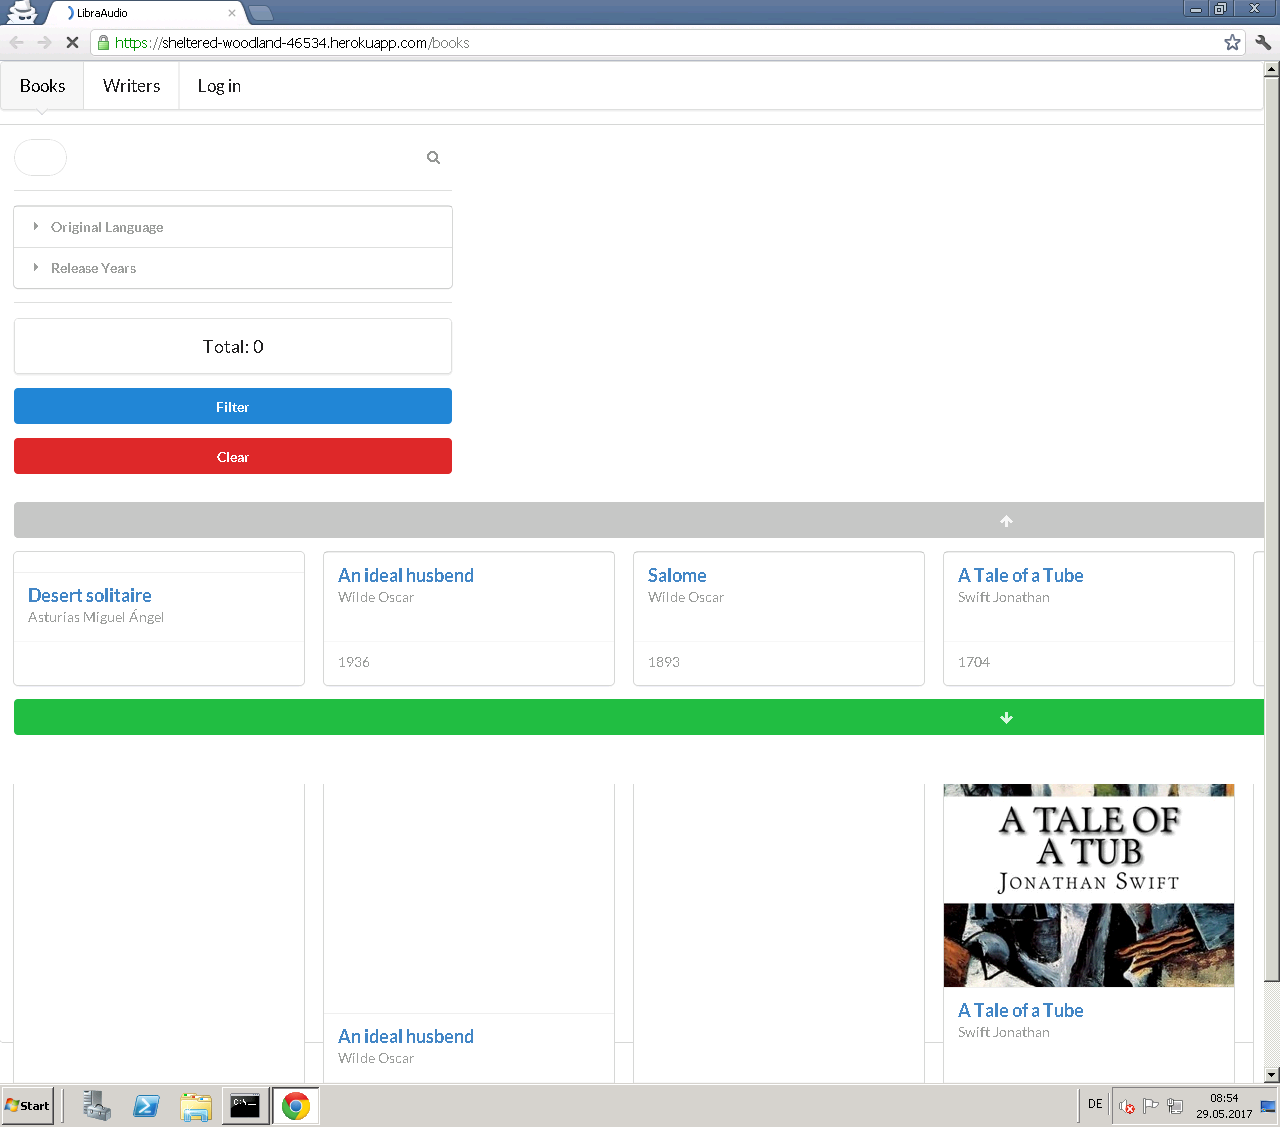 LibraAudio
https://sheltered-woodland-46534.herokuapp.com/books
Books Writers Log in
Original Language
Release Years
Total: 0
Filter
Clear
Desert solitaire
Asturias Miguel Ángel
An ideal husbend
Wilde Oscar
1936
Salome
Wilde Oscar
1893
A Tale of a Tube
Swift Jonathan
1704
An ideal husbend
Wilde Oscar
A TALE OF
A TUB
JONATHAN SWIFT
A Tale of a Tube
Swift Jonathan
Start
C:\.
DE
08:54
29.05.2017